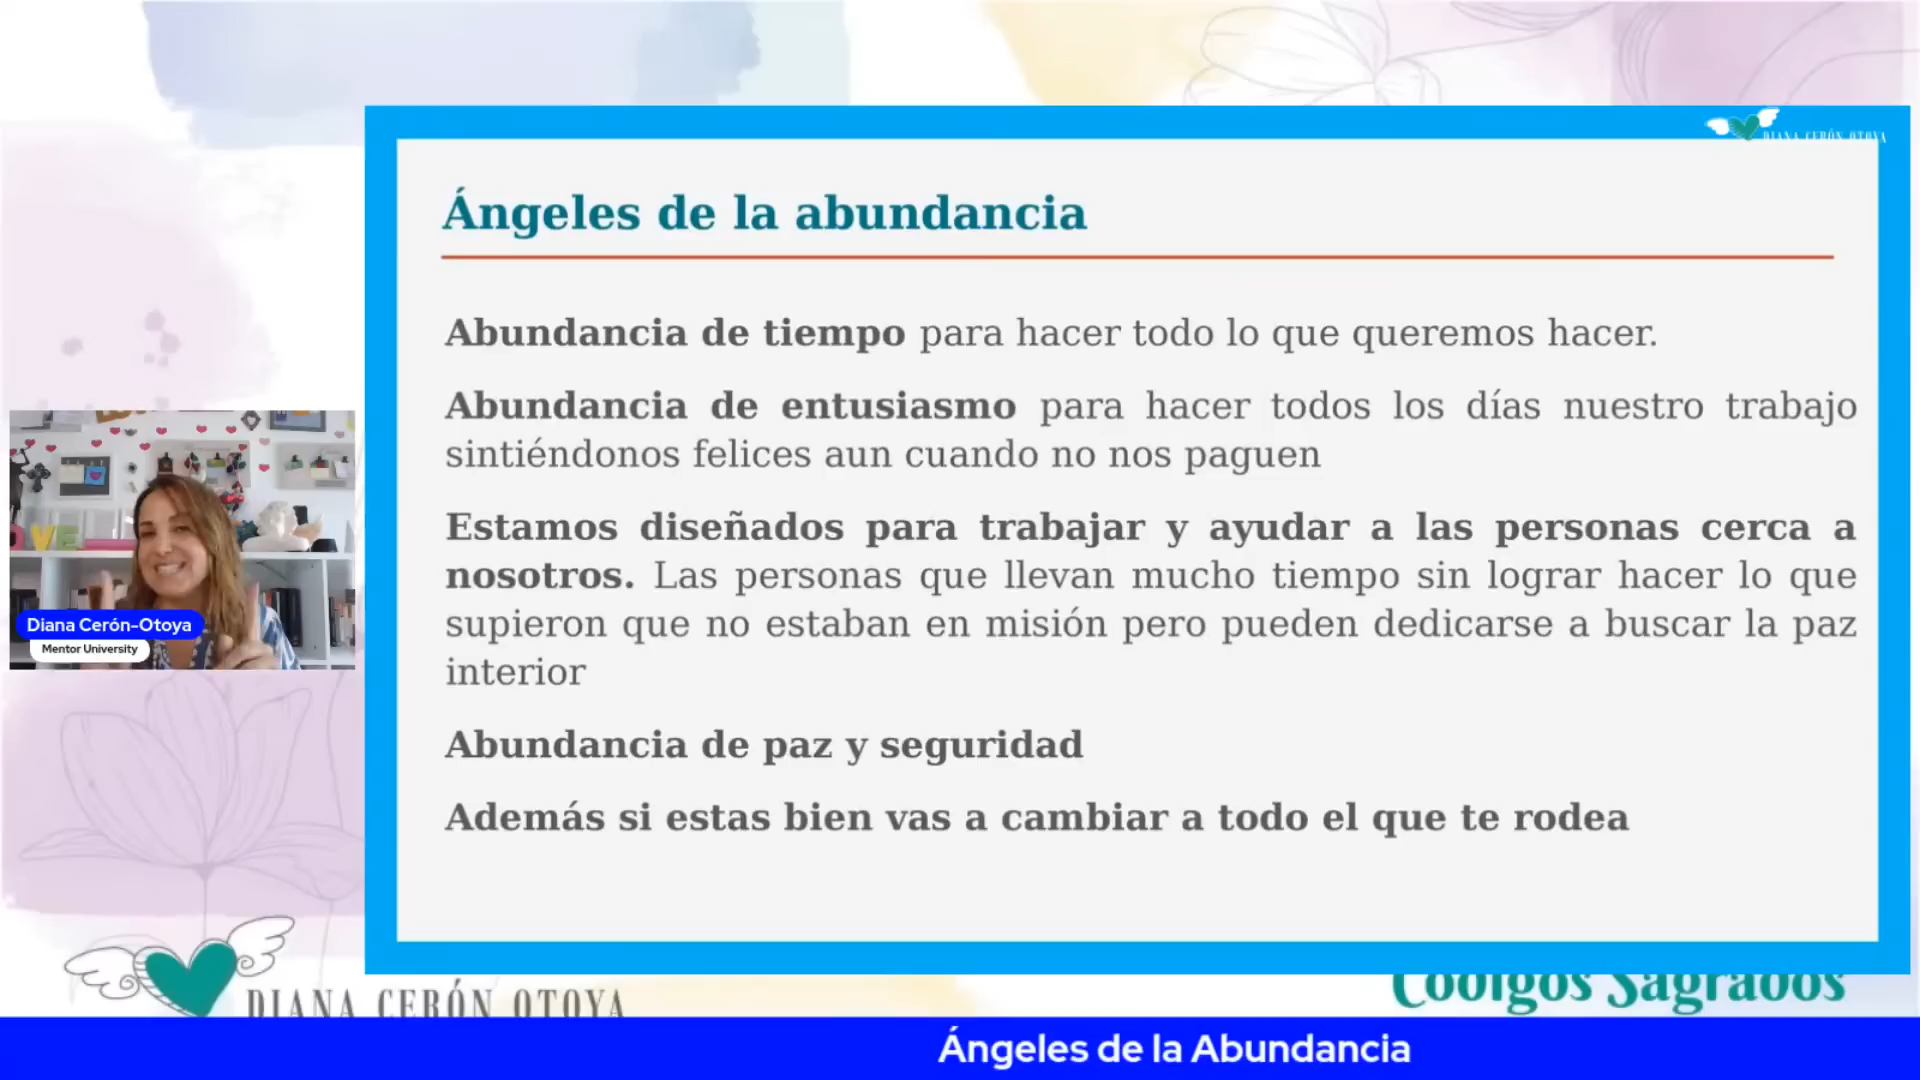 DIANA CERÓN OTOYA
Ángeles de la abundancia
Abundancia de tiempo para hacer todo lo que queremos hacer.
Abundancia de entusiasmo para hacer todos los días nuestro trabajo
sintiéndonos felices aun cuando no nos paguen
Estamos diseñados para trabajar y ayudar a las personas cerca a
nosotros. Las personas que llevan mucho tiempo sin lograr hacer lo que
supieron que no estaban en misión pero pueden dedicarse a buscar la paz
interior
Abundancia de paz y seguridad
Además si estas bien vas a cambiar a todo el que te rodea
VE
Diana Cerón-Otoya
Mentor University
DIANA CERÓN OTOYA
Códigos Sagrados
Ángeles de la Abundancia